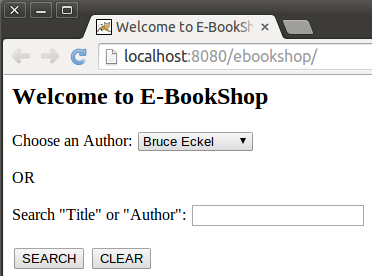 Welcome to E-BookSh
localhost:8080/ebookshop/
Welcome to E-BookShop
Choose an Author: Bruce Eckel
OR
Search "Title" or "Author":
SEARCH CLEAR